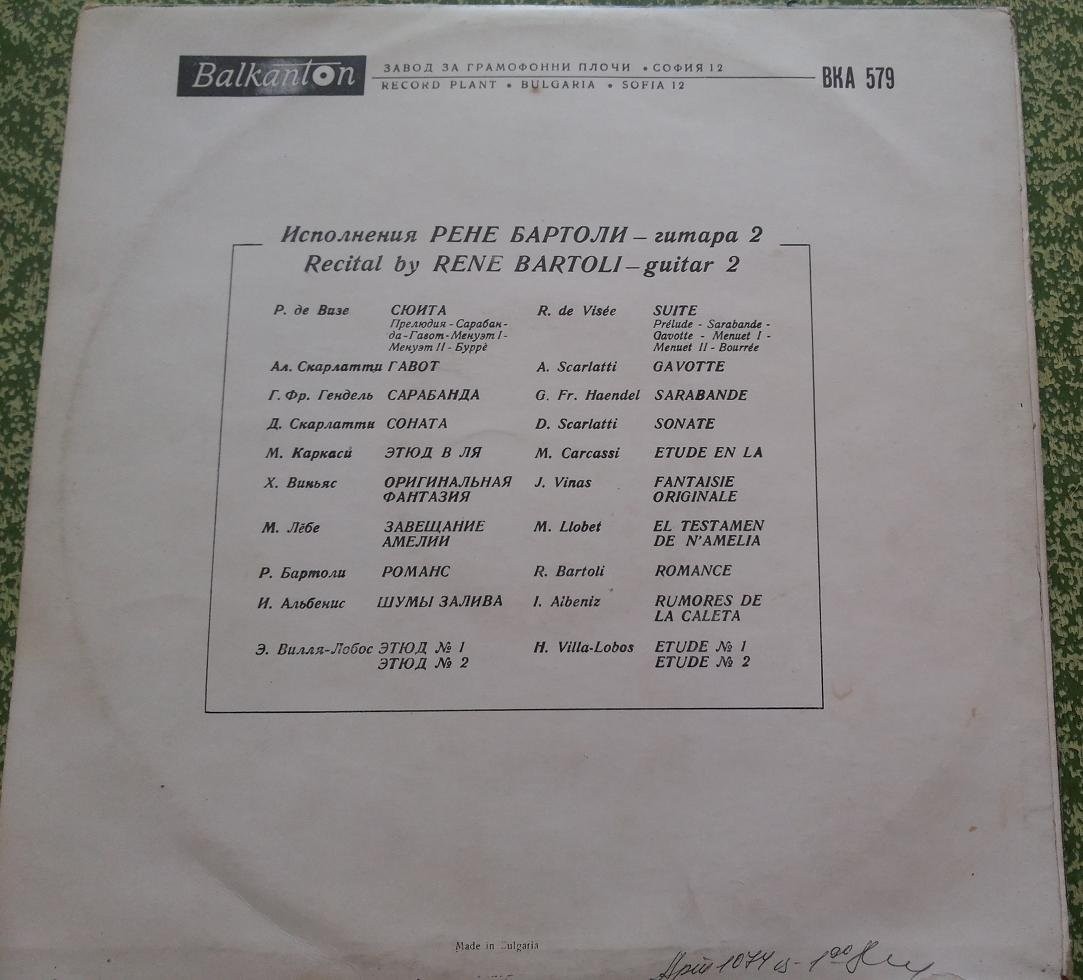 Balkanton
ЗАВОД ЗА ГРАМОФОННИ ПЛОЧИ • СОФИЯ 12
RECORD PLANT • BULGARIA • SOFIA 12
ВКА 579
Исполнения РЕНЕ БАРТОЛИ – гитара 2
Recital by RENE BARTOLI – guitar 2
Р. де Визе СЮИТА R. de Visée SUITE
Прелюдия - Сарабан- Prélude - Sarabande -
да - Гавот - Менуэт I - Gavotte - Menuet I -
Менуэт II - Буррѐ Menuet II - Bourrée
Ал. Скарлатти ГАВОТ A. Scarlatti GAVOTTE
Г. Фр. Гендель САРАБАНДА G. Fr. Haendel SARABANDE
Д. Скарлатти СОНАТА D. Scarlatti SONATE
М. Каркаси ЭТЮД В ЛЯ M. Carcassi ETUDE EN LA
Х. Виньяс ОРИГИНАЛЬНАЯ J. Vinas FANTAISIE
ФАНТАЗИЯ ORIGINALE
М. Лёбе ЗАВЕЩАНИЕ M. Llobet EL TESTAMEN
АМЕЛИИ DE N'AMELIA
Р. Бартоли РОМАНС R. Bartoli ROMANCE
И. Альбенис ШУМЫ ЗАЛИВА I. Albeniz RUMORES DE
LA CALETA
Э. Вилля-Лобос ЭТЮД № 1 H. Villa-Lobos ETUDE № 1
ЭТЮД № 2 ETUDE № 2
Made in Bulgaria